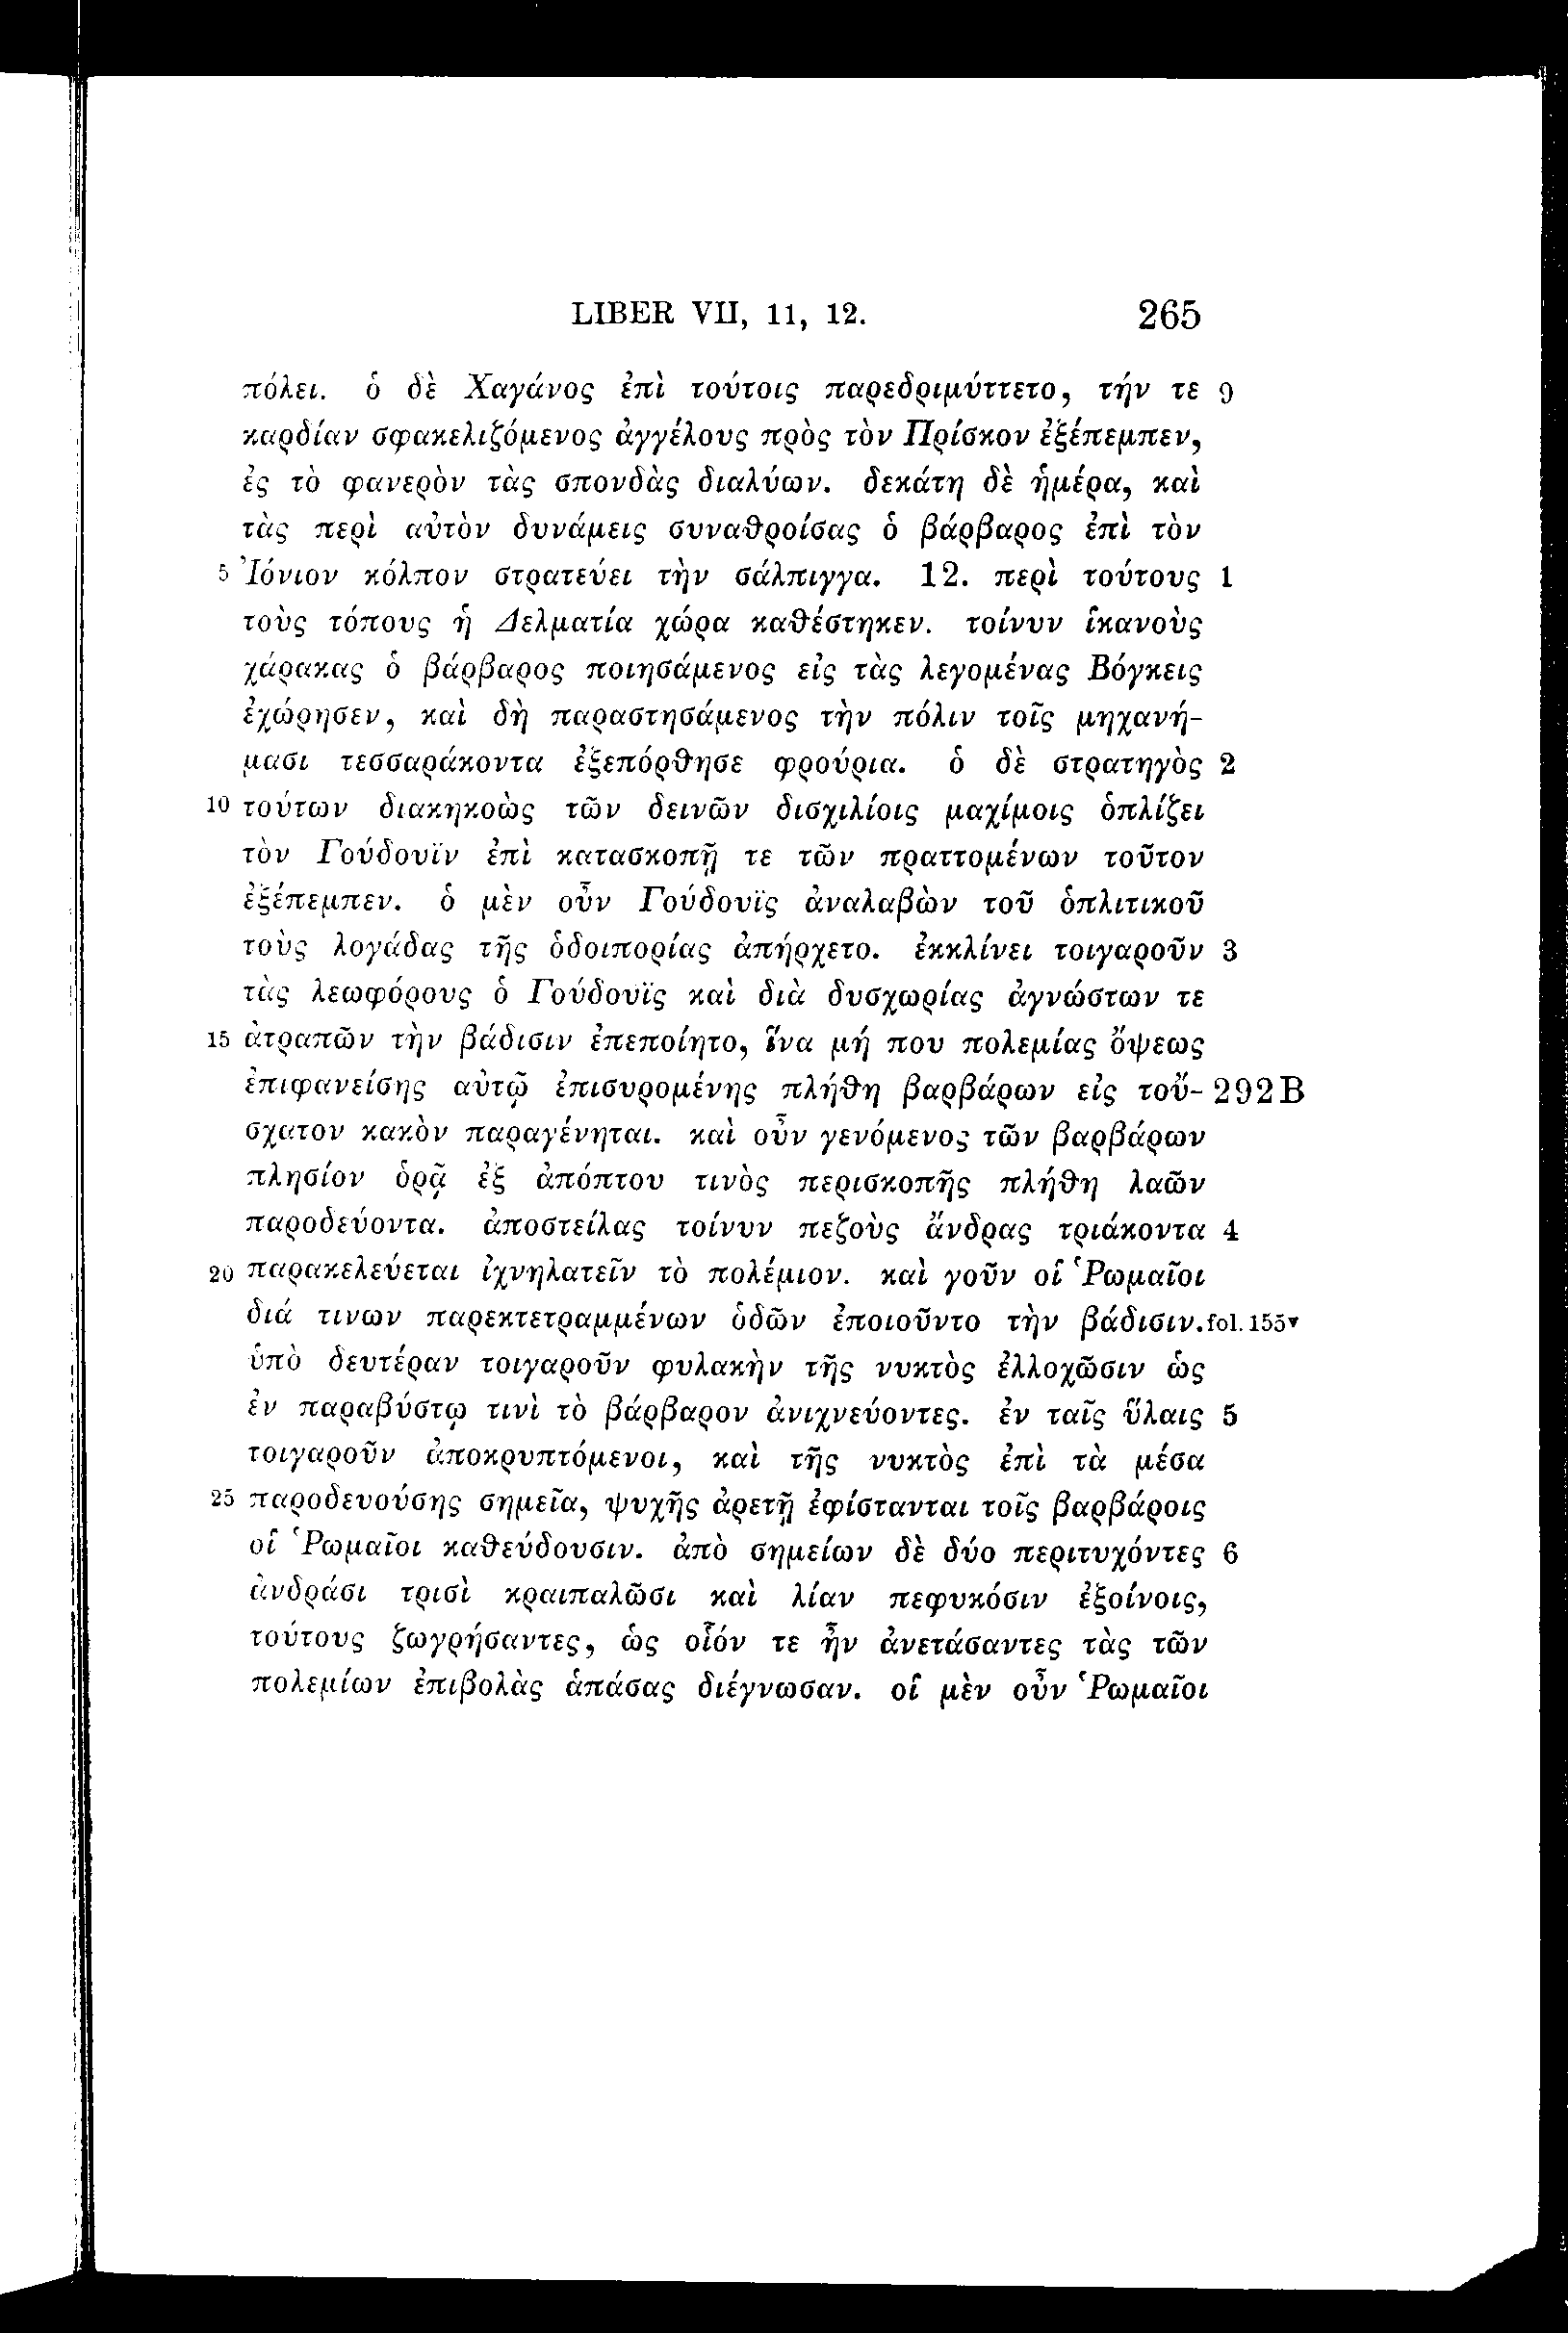 LIBER VII, 11, 12. 265
πόλει. ὁ δὲ Χαγάνος ἐπὶ τούτοις παρεδριμύττετο, τήν τε 9
καρδίαν σφακελιζόμενος ἀγγέλους πρὸς τὸν Πρίσκον ἐξέπεμπεν,
ἐς τὸ φανερὸν τὰς σπονδὰς διαλύων. δεκάτη δὲ ἡμέρα, καὶ
τὰς περὶ αὐτὸν δυνάμεις συναθροίσας ὁ βάρβαρος ἐπὶ τὸν
5 Ἰόνιον κόλπον στρατεύει τὴν σάλπιγγα. 12. περὶ τούτους 1
τοὺς τόπους ἡ Δελματία χώρα καθέστηκεν. τοίνυν ἱκανοὺς
χάρακας ὁ βάρβαρος ποιησάμενος εἰς τὰς λεγομένας Βόγκεις
ἐχώρησεν, καὶ δὴ παραστησάμενος τὴν πόλιν τοῖς μηχανή-
μασι τεσσαράκοντα ἐξεπόρθησε φρούρια. ὁ δὲ στρατηγὸς 2
10 τούτων διακηκοὼς τῶν δεινῶν δισχιλίοις μαχίμοις ὁπλίζει
τὸν Γούδουϊν ἐπὶ κατασκοπῇ τε τῶν πραττομένων τοῦτον
ἐξέπεμπεν. ὁ μὲν οὖν Γούδουϊς ἀναλαβὼν τοῦ ὁπλιτικοῦ
τοὺς λογάδας τῆς ὁδοιπορίας ἀπήρχετο. ἐκκλίνει τοιγαροῦν 3
τὰς λεωφόρους ὁ Γούδουϊς καὶ διὰ δυσχωρίας ἀγνώστων τε
15 ἀτραπῶν τὴν βάδισιν ἐπεποίητο, ἵνα μή που πολεμίας ὄψεως
ἐπιφανείσης αὐτῷ ἐπισυρομένης πλήθη βαρβάρων εἰς τοὔ- 292 B
σχατον κακὸν παραγένηται. καὶ οὖν γενόμενος τῶν βαρβάρων
πλησίον ὁρᾷ ἐξ ἀπόπτου τινὸς περισκοπῆς πλήθη λαῶν
παροδεύοντα. ἀποστείλας τοίνυν πεζοὺς ἄνδρας τριάκοντα 4
20 παρακελεύεται ἰχνηλατεῖν τὸ πολέμιον. καὶ γοῦν οἱ Ῥωμαῖοι
διά τινων παρεκτετραμμένων ὁδῶν ἐποιοῦντο τὴν βάδισιν. fol. 155v
ὑπὸ δευτέραν τοιγαροῦν φυλακὴν τῆς νυκτὸς ἐλλοχῶσιν ὡς
ἐν παραβύστῳ τινὶ τὸ βάρβαρον ἀνιχνεύοντες. ἐν ταῖς ὕλαις 5
τοιγαροῦν ἀποκρυπτόμενοι, καὶ τῆς νυκτὸς ἐπὶ τὰ μέσα
25 παροδευούσης σημεῖα, ψυχῆς ἀρετῇ ἐφίστανται τοῖς βαρβάροις
οἱ Ῥωμαῖοι καθεύδουσιν. ἀπὸ σημείων δὲ δύο περιτυχόντες 6
ἀνδράσι τρισὶ κραιπαλῶσι καὶ λίαν πεφυκόσιν ἐξοίνοις,
τούτους ζωγρήσαντες, ὡς οἷόν τε ἦν ἀνετάσαντες τὰς τῶν
πολεμίων ἐπιβολὰς ἁπάσας διέγνωσαν. οἱ μὲν οὖν Ῥωμαῖοι